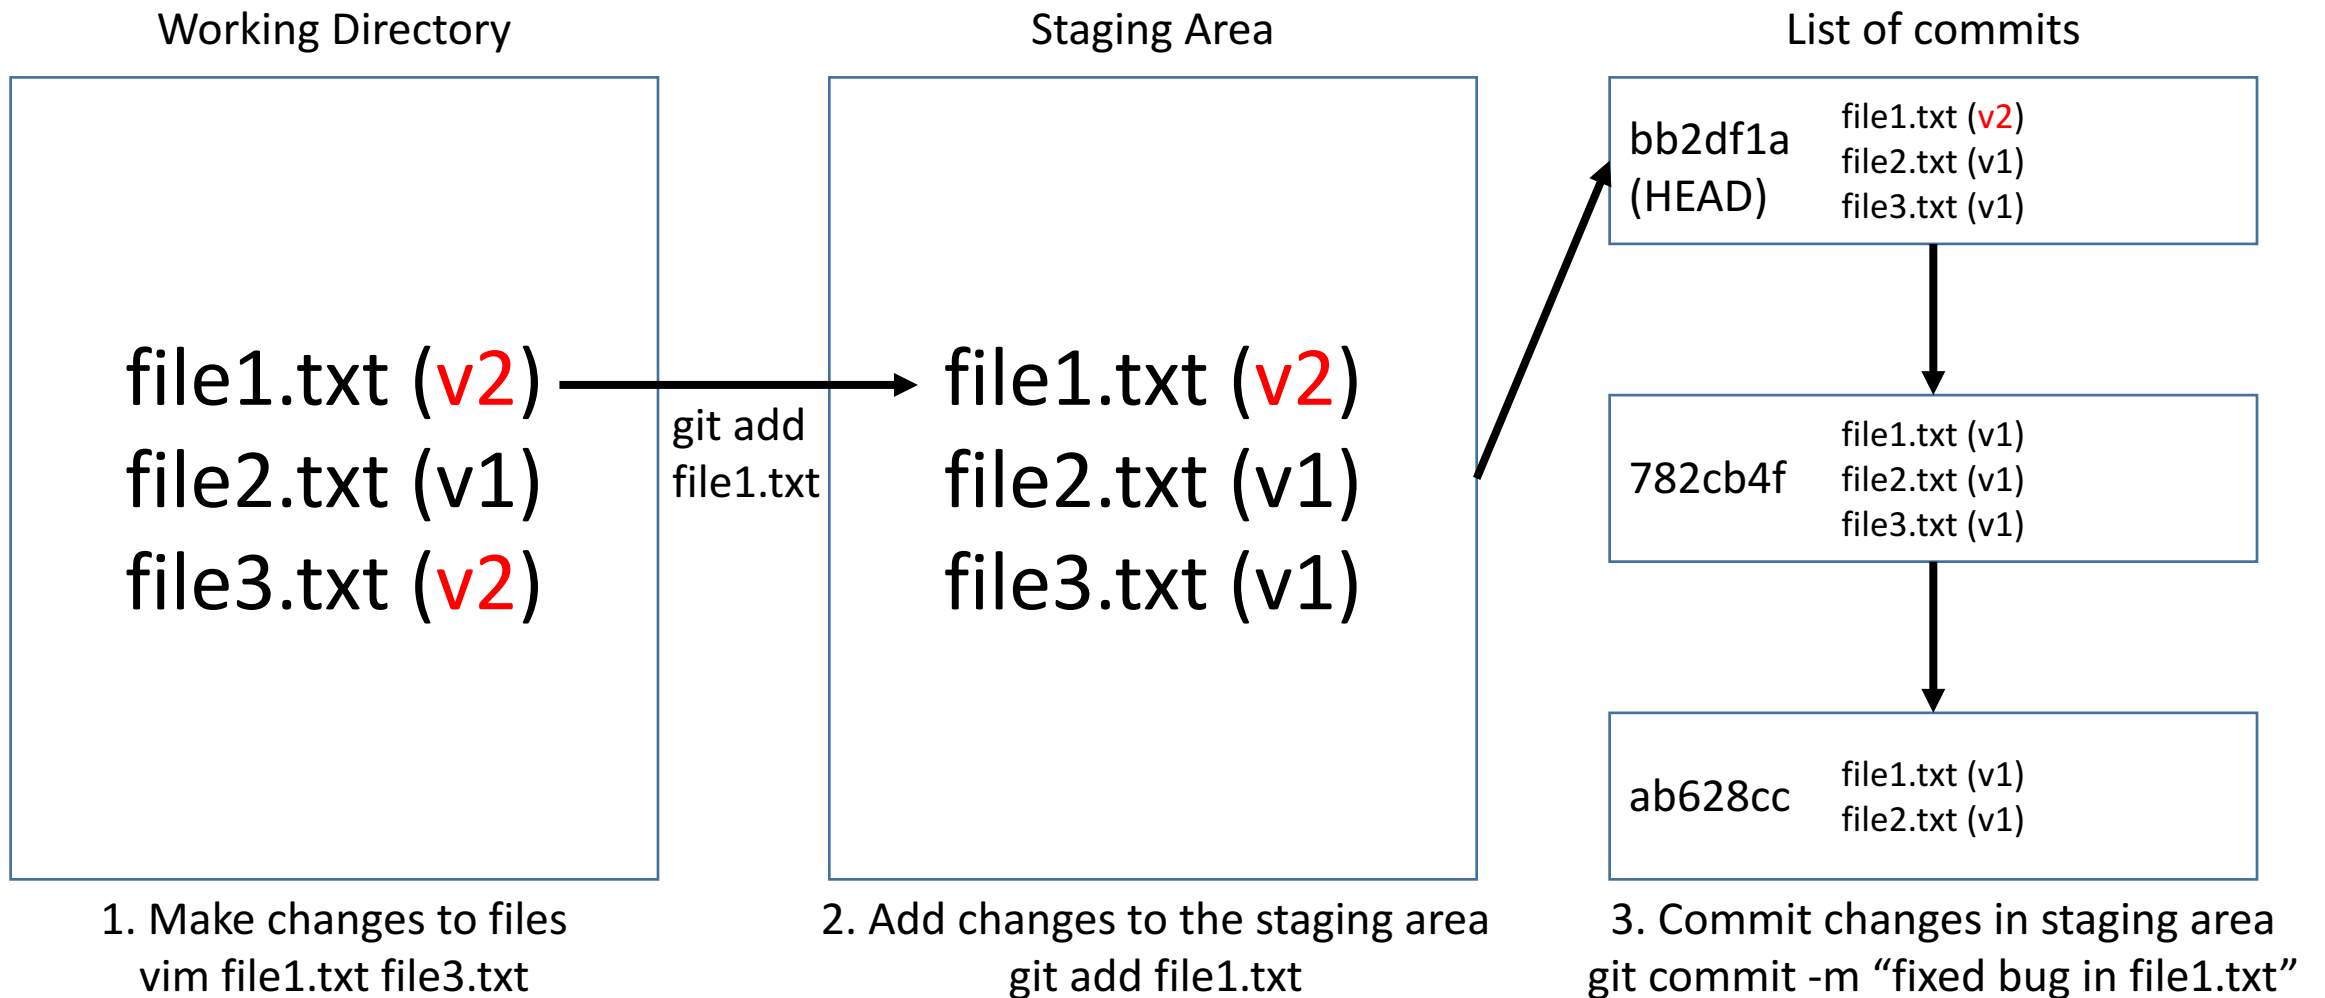 Working Directory
Staging Area
List of commits
file1.txt (v2)
file2.txt (v1)
file3.txt (v2)
git add
file1.txt
file1.txt (v2)
file2.txt (v1)
file3.txt (v1)
bb2df1a
(HEAD)
file1.txt (v2)
file2.txt (v1)
file3.txt (v1)
782cb4f
file1.txt (v1)
file2.txt (v1)
file3.txt (v1)
ab628cc
file1.txt (v1)
file2.txt (v1)
1. Make changes to files
vim file1.txt file3.txt
2. Add changes to the staging area
git add file1.txt
3. Commit changes in staging area
git commit -m “fixed bug in file1.txt”